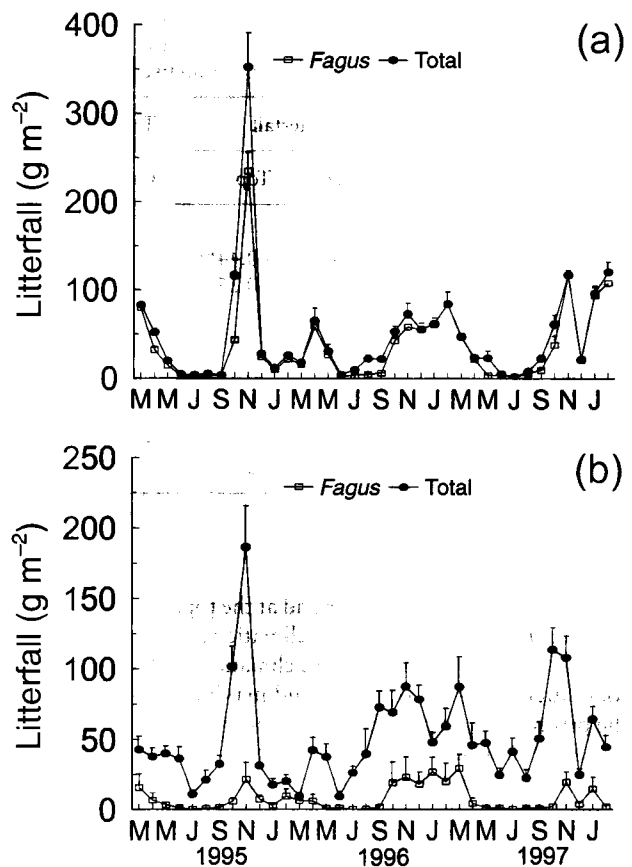 (a)
Fagus Total
400
300
200
100
0
Litterfall (g m⁻²)
M M J S N J M M J S N J M M J S N J
(b)
Fagus Total
250
200
150
100
50
0
Litterfall (g m⁻²)
M M J S N J M M J S N J M M J S N J
1995 1996 1997